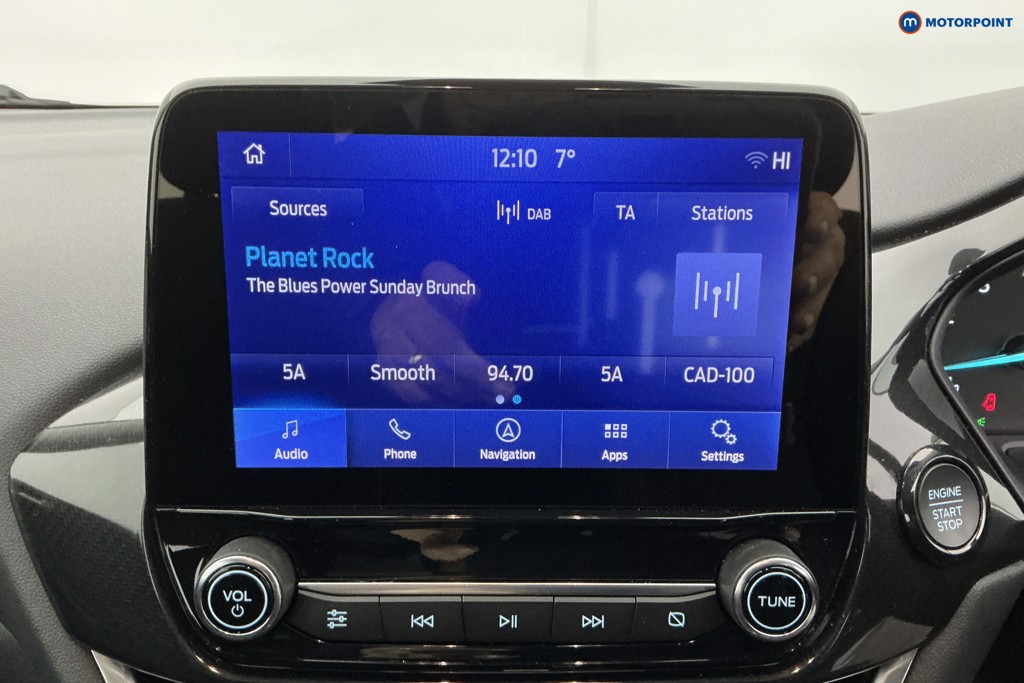 m MOTORPOINT
12:10 7° HI
Sources DAB TA Stations
Planet Rock
The Blues Power Sunday Brunch
5A Smooth 94.70 5A CAD-100
Audio Phone Navigation Apps Settings
ENGINE
START
STOP
VOL
TUNE